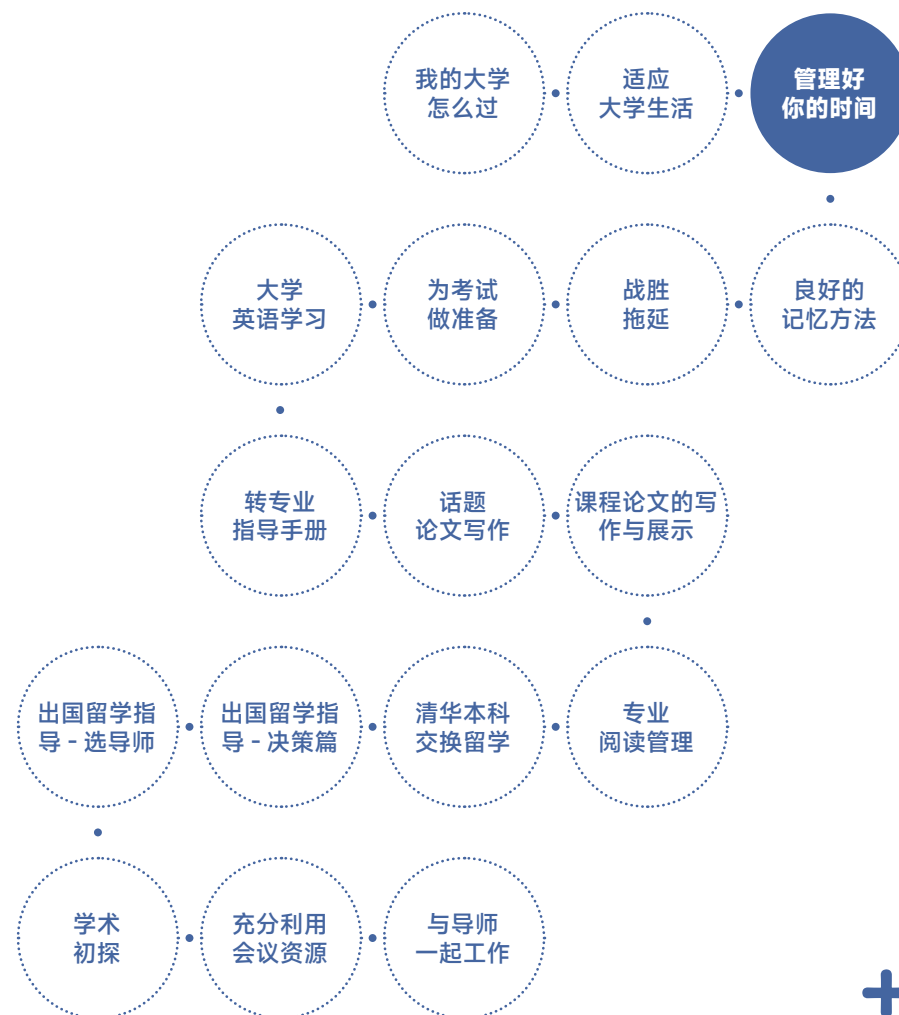 我的大学
怎么过
适应
大学生活
管理好
你的时间
大学
英语学习
为考试
做准备
战胜
拖延
良好的
记忆方法
转专业
指导手册
话题
论文写作
课程论文的写
作与展示
出国留学指
导 - 选导师
出国留学指
导 - 决策篇
清华本科
交换留学
专业
阅读管理
学术
初探
充分利用
会议资源
与导师
一起工作